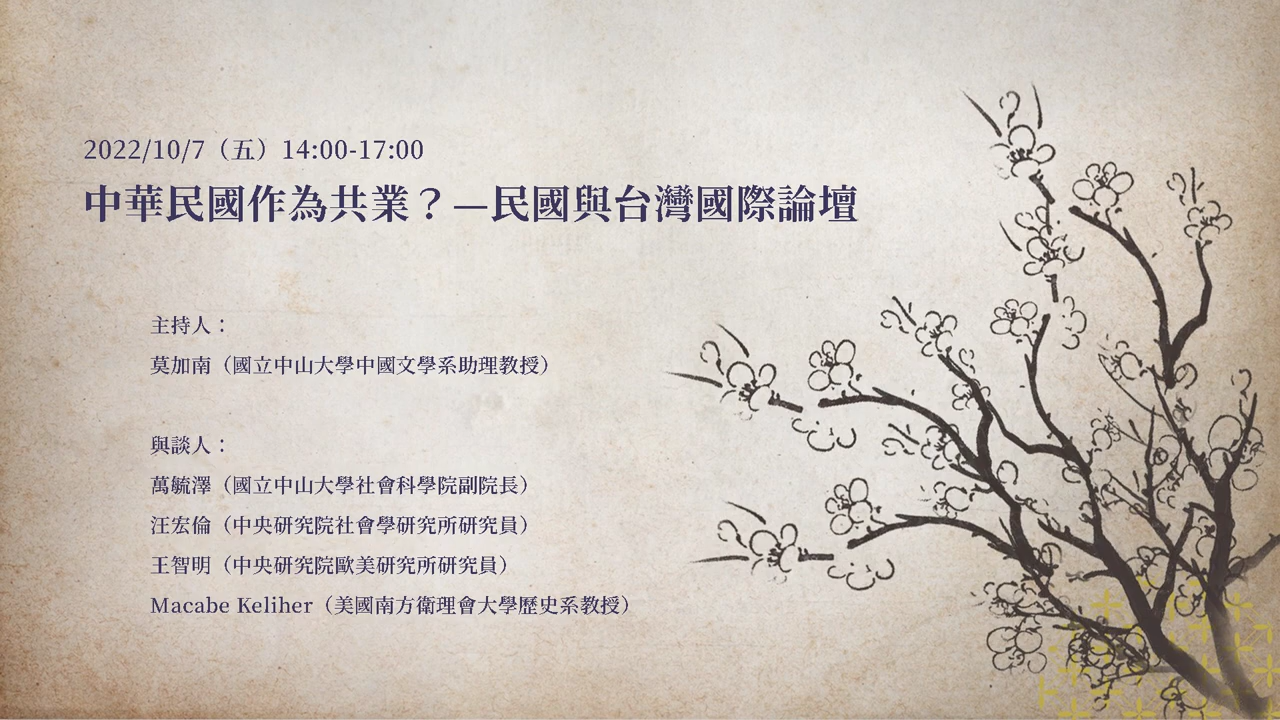 2022/10/7（五）14:00-17:00
中華民國作為共業？—民國與台灣國際論壇
主持人：
莫加南（國立中山大學中國文學系助理教授）
與談人：
萬毓澤（國立中山大學社會科學院副院長）
汪宏倫（中央研究院社會學研究所研究員）
王智明（中央研究院歐美研究所研究員）
Macabe Keliher（美國南方衛理會大學歷史系教授）